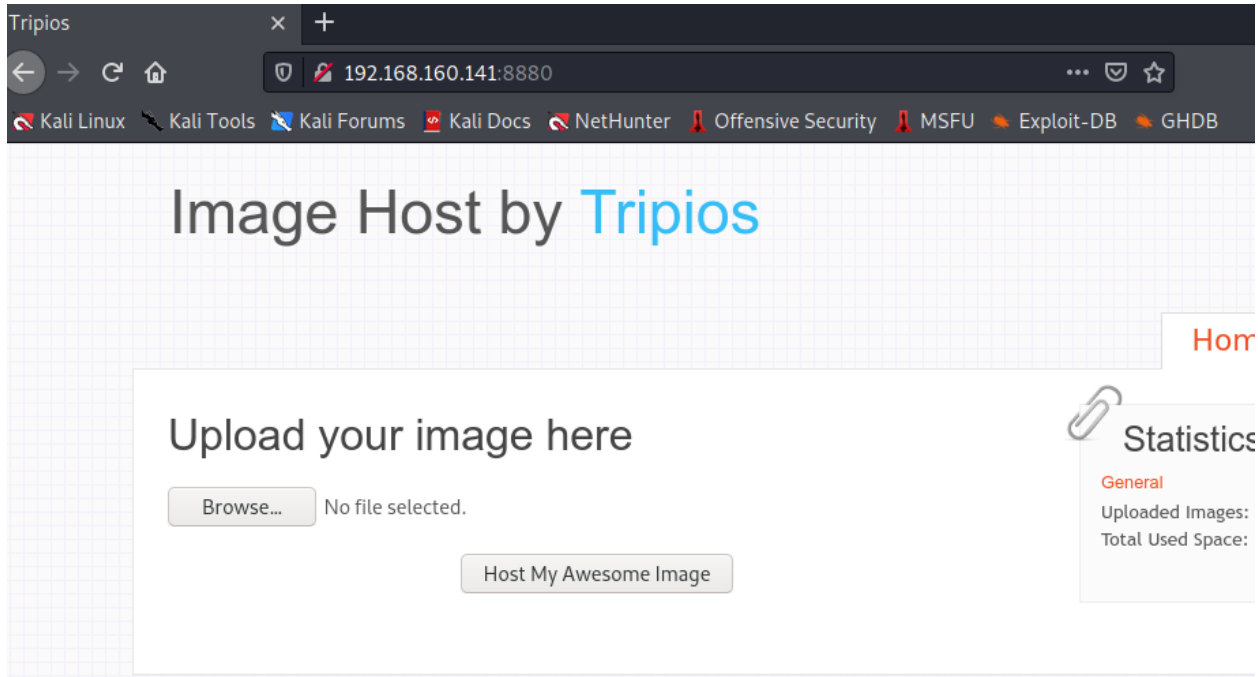 Tripios
192.168.160.141:8880
Kali Linux Kali Tools Kali Forums Kali Docs NetHunter Offensive Security MSFU Exploit-DB GHDB
Image Host by Tripios
Hom
Upload your image here
Browse... No file selected.
Host My Awesome Image
Statistics
General
Uploaded Images:
Total Used Space: